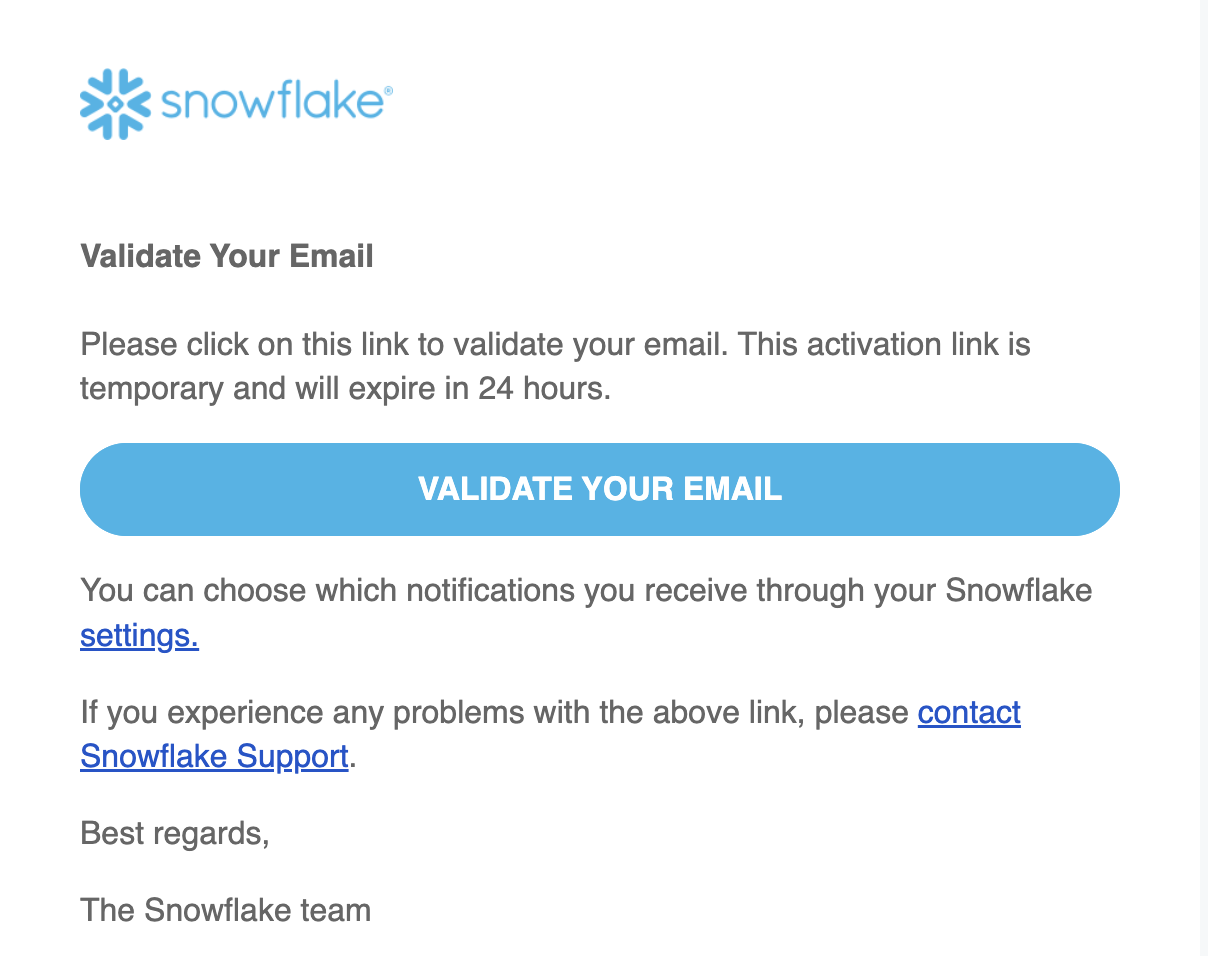 snowflake®
Validate Your Email
Please click on this link to validate your email. This activation link is
temporary and will expire in 24 hours.
VALIDATE YOUR EMAIL
You can choose which notifications you receive through your Snowflake
settings.
If you experience any problems with the above link, please contact
Snowflake Support.
Best regards,
The Snowflake team